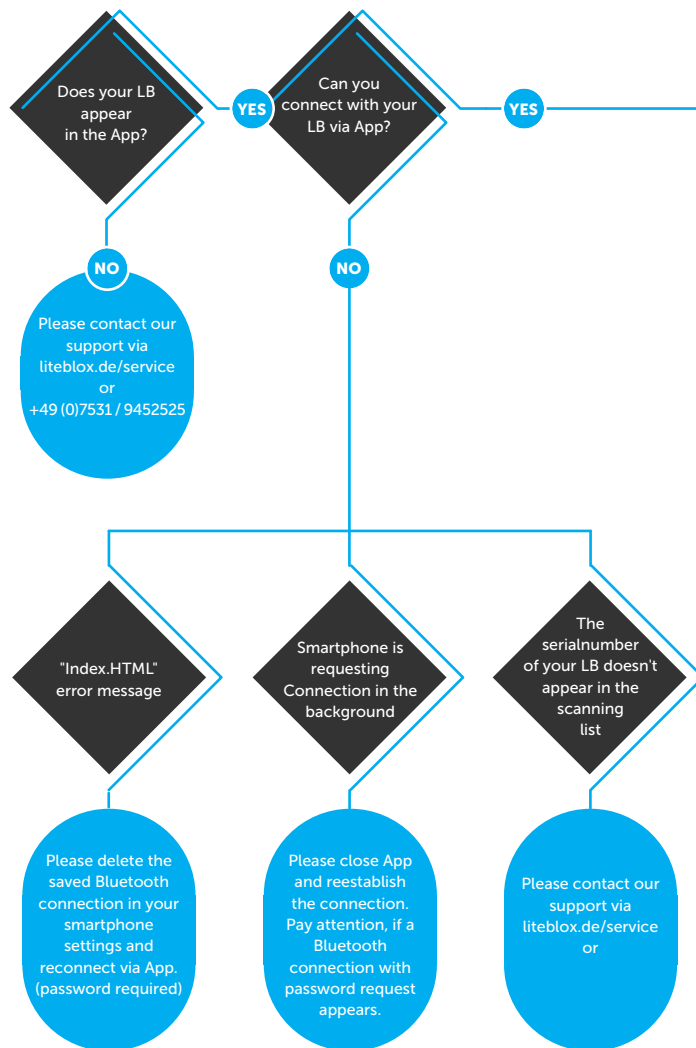 Does your LB
appear
in the App?
YES
Can you
connect with your
LB via App?
YES
NO
Please contact our
support via
liteblox.de/service
or
+49 (0)7531 / 9452525
NO
"Index.HTML"
error message
Smartphone is
requesting
Connection in the
background
The
serialnumber
of your LB doesn't
appear in the
scanning
list
Please delete the
saved Bluetooth
connection in your
smartphone
settings and
reconnect via App.
(password required)
Please close App
and reestablish
the connection.
Pay attention, if a
Bluetooth
connection with
password request
appears.
Please contact our
support via
liteblox.de/service
or